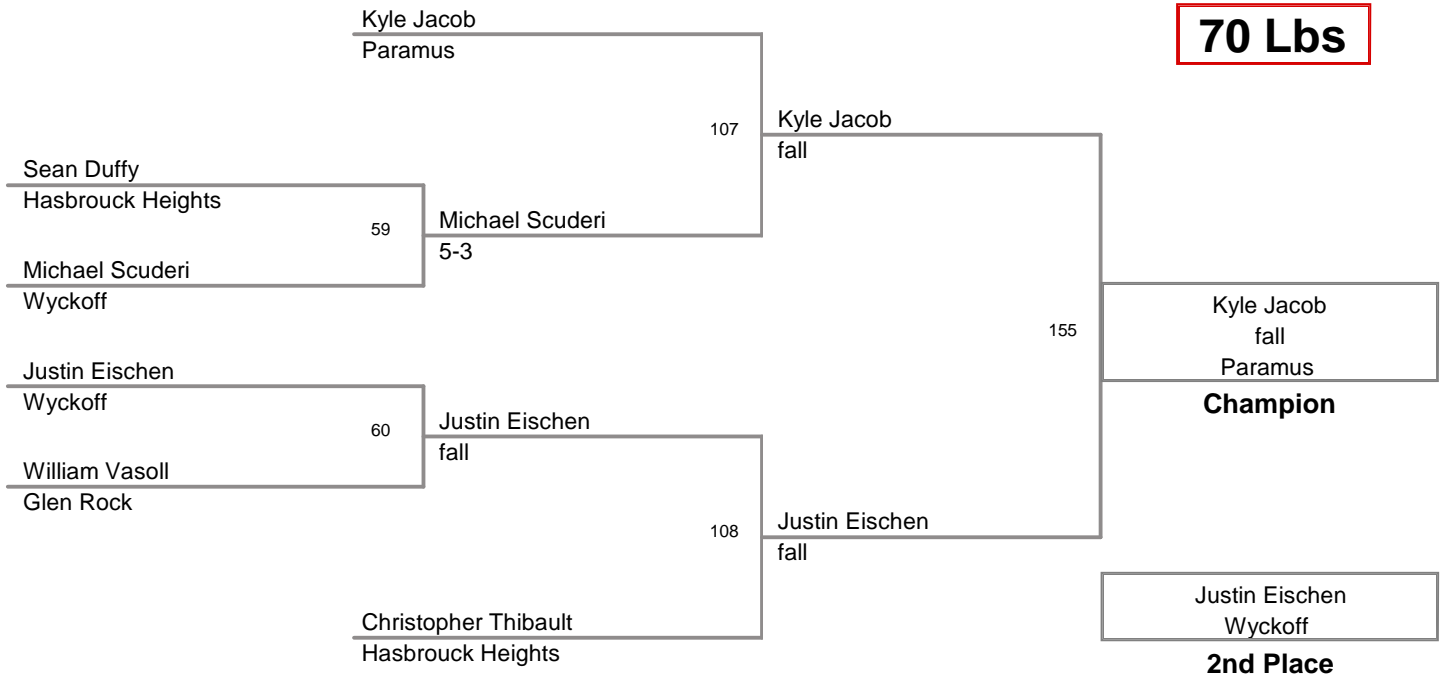 Kyle Jacob
Paramus
70 Lbs
107
Kyle Jacob
fall
Sean Duffy
Hasbrouck Heights
59
Michael Scuderi
5-3
Michael Scuderi
Wyckoff
155
Kyle Jacob
fall
Paramus
Champion
Justin Eischen
Wyckoff
60
Justin Eischen
fall
William Vasoll
Glen Rock
108
Justin Eischen
fall
Christopher Thibault
Hasbrouck Heights
Justin Eischen
Wyckoff
2nd Place